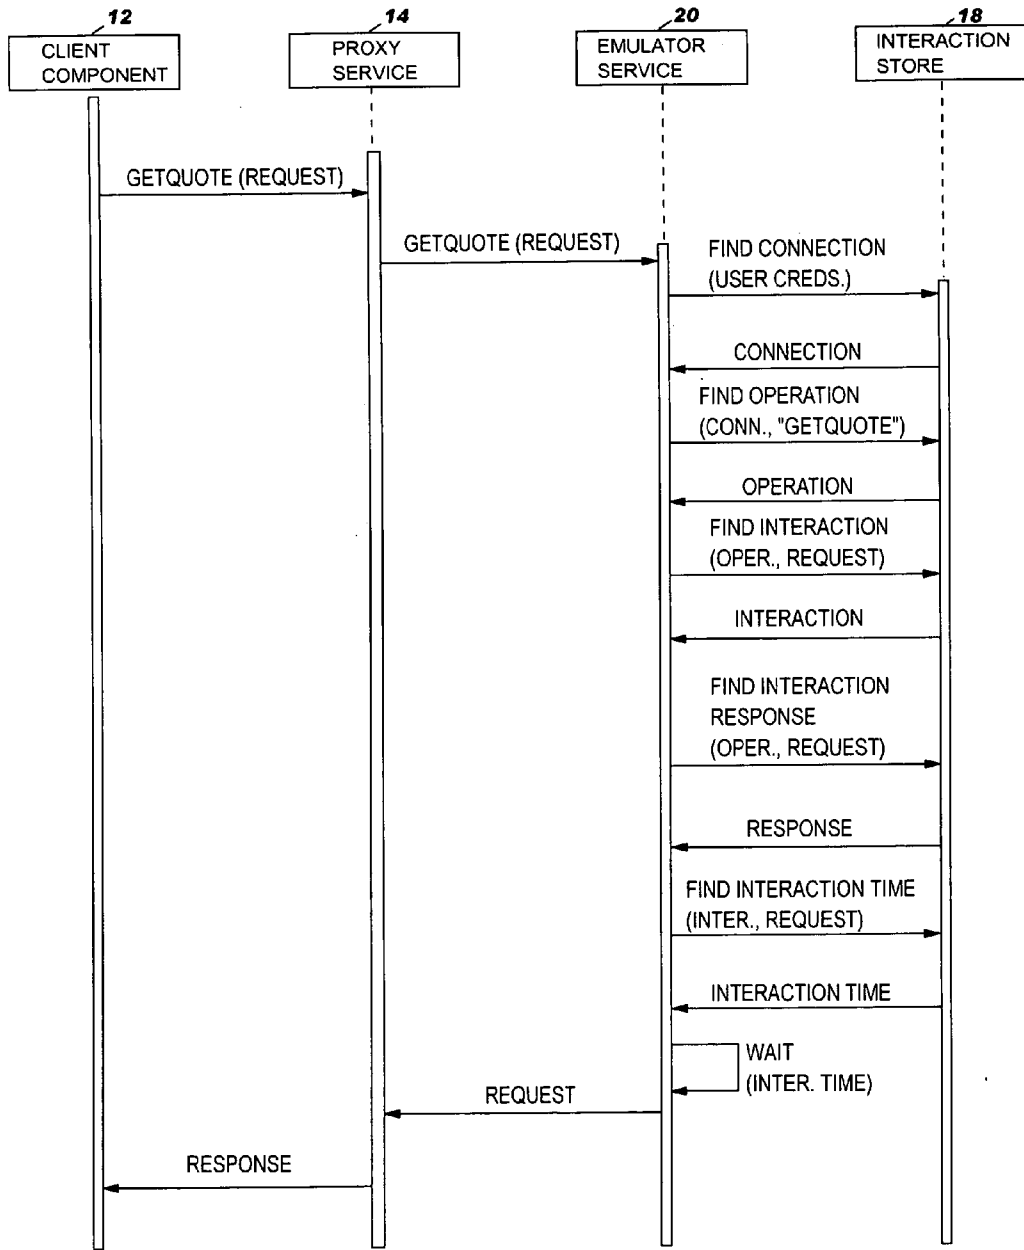 12
14
20
18
CLIENT
COMPONENT
PROXY
SERVICE
EMULATOR
SERVICE
INTERACTION
STORE
GETQUOTE (REQUEST)
GETQUOTE (REQUEST)
FIND CONNECTION
(USER CREDS.)
CONNECTION
FIND OPERATION
(CONN., "GETQUOTE")
OPERATION
FIND INTERACTION
(OPER., REQUEST)
INTERACTION
FIND INTERACTION
RESPONSE
(OPER., REQUEST)
RESPONSE
FIND INTERACTION TIME
(INTER., REQUEST)
INTERACTION TIME
WAIT
(INTER. TIME)
REQUEST
RESPONSE